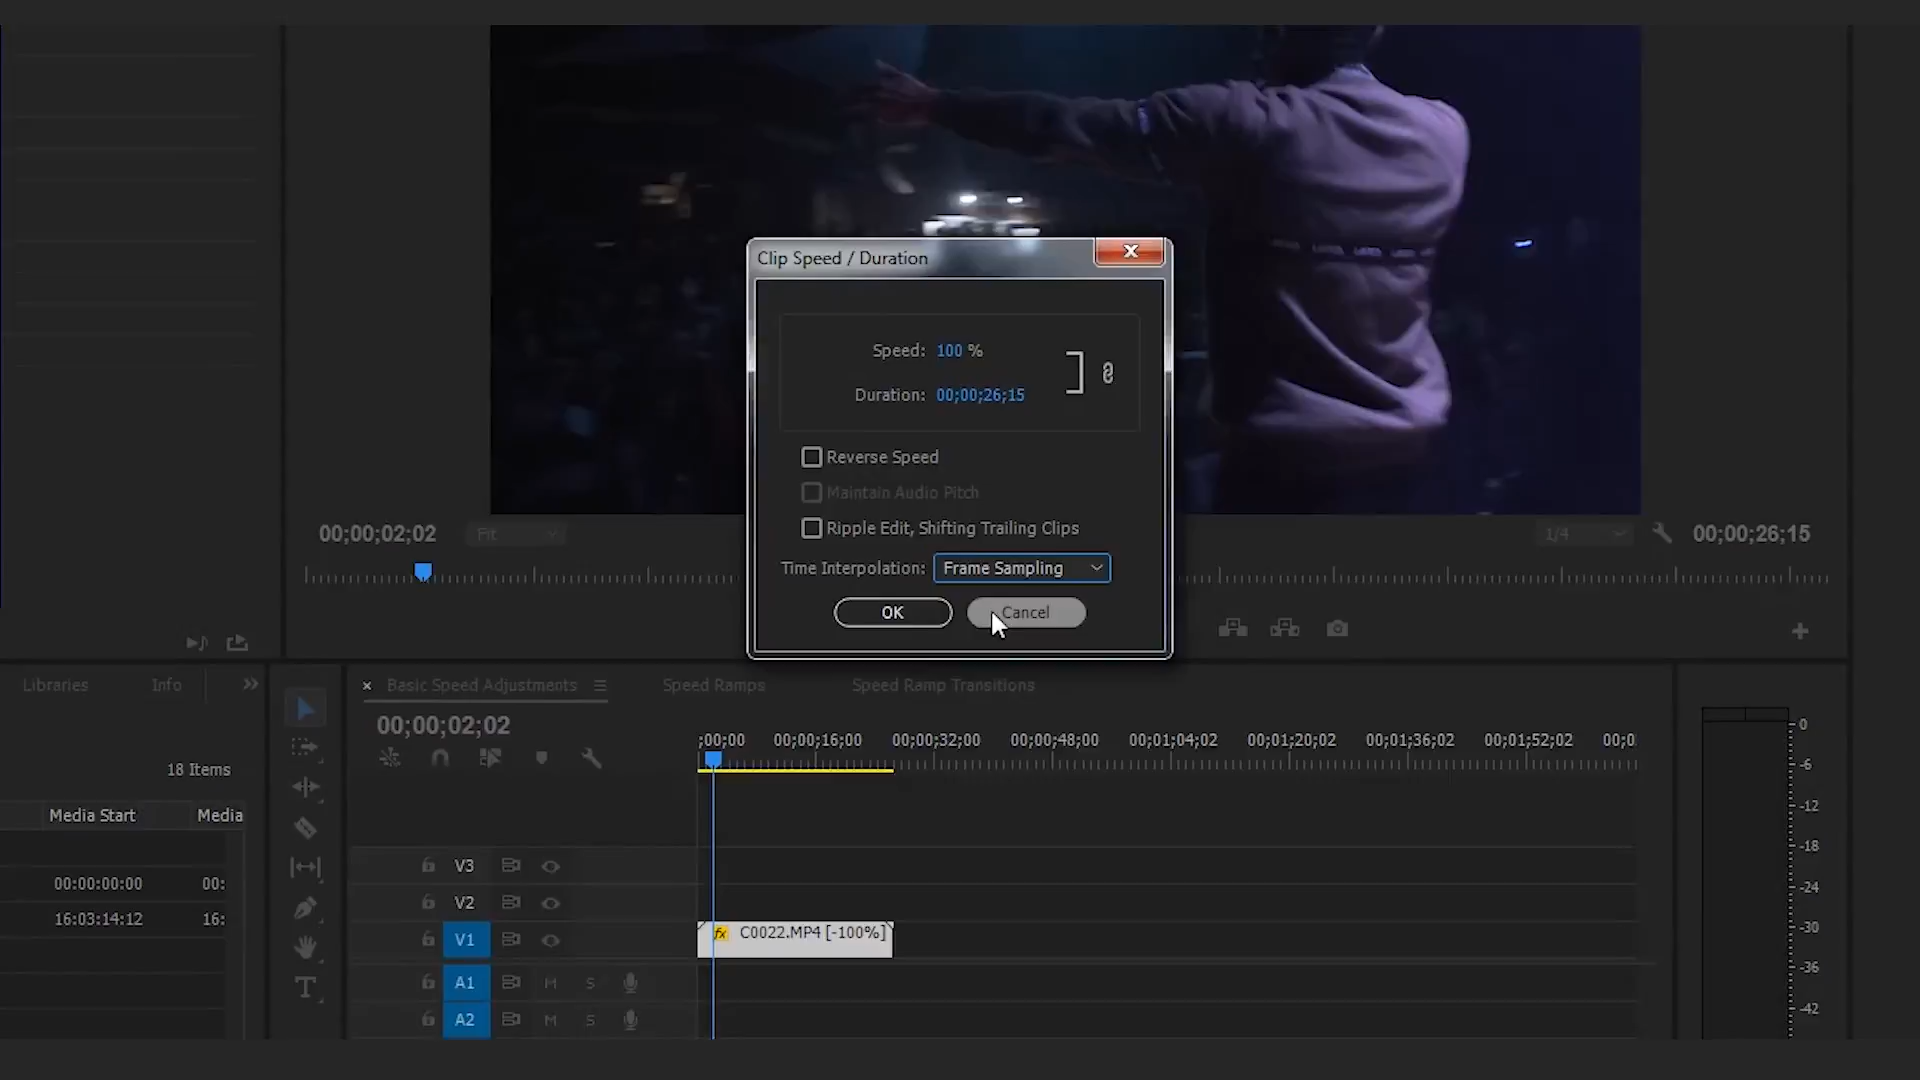 Clip Speed / Duration
Speed: 100 %
Duration: 00;00;26;15
Reverse Speed
Maintain Audio Pitch
Ripple Edit, Shifting Trailing Clips
Time Interpolation: Frame Sampling
OK Cancel
00;00;02;02 Fit 1/4 00;00;26;15
Libraries Info
Basic Speed Adjustments Speed Ramps Speed Ramp Transitions
00;00;02;02
;00;00 00;00;16;00 00;00;32;00 00;00;48;00 00;01;04;02 00;01;20;02 00;01;36;02 00;01;52;02 00;0
18 Items
Media Start Media
00:00:00:00 00:
16:03:14:12 16:
V3
V2
V1 fx C0022.MP4 [-100%]
A1 M S
A2 M S
T
0
-6
-12
-18
-24
-30
-36
-42